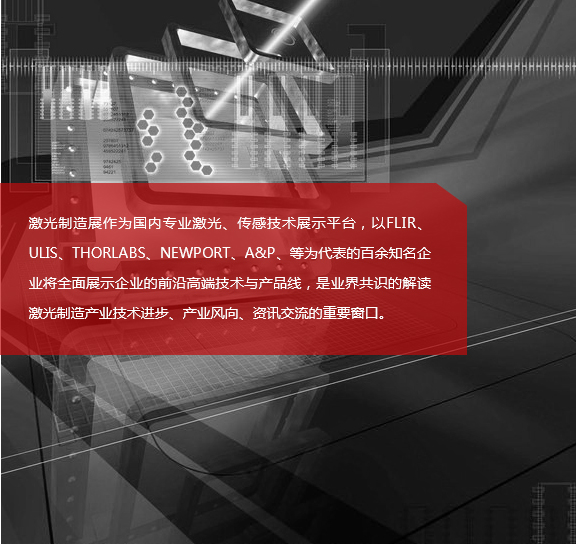 激光制造展作为国内专业激光、传感技术展示平台，以FLIR、
ULIS、THORLABS、NEWPORT、A&P、等为代表的百余知名企
业将全面展示企业的前沿高端技术与产品线，是业界共识的解读
激光制造产业技术进步、产业风向、资讯交流的重要窗口。